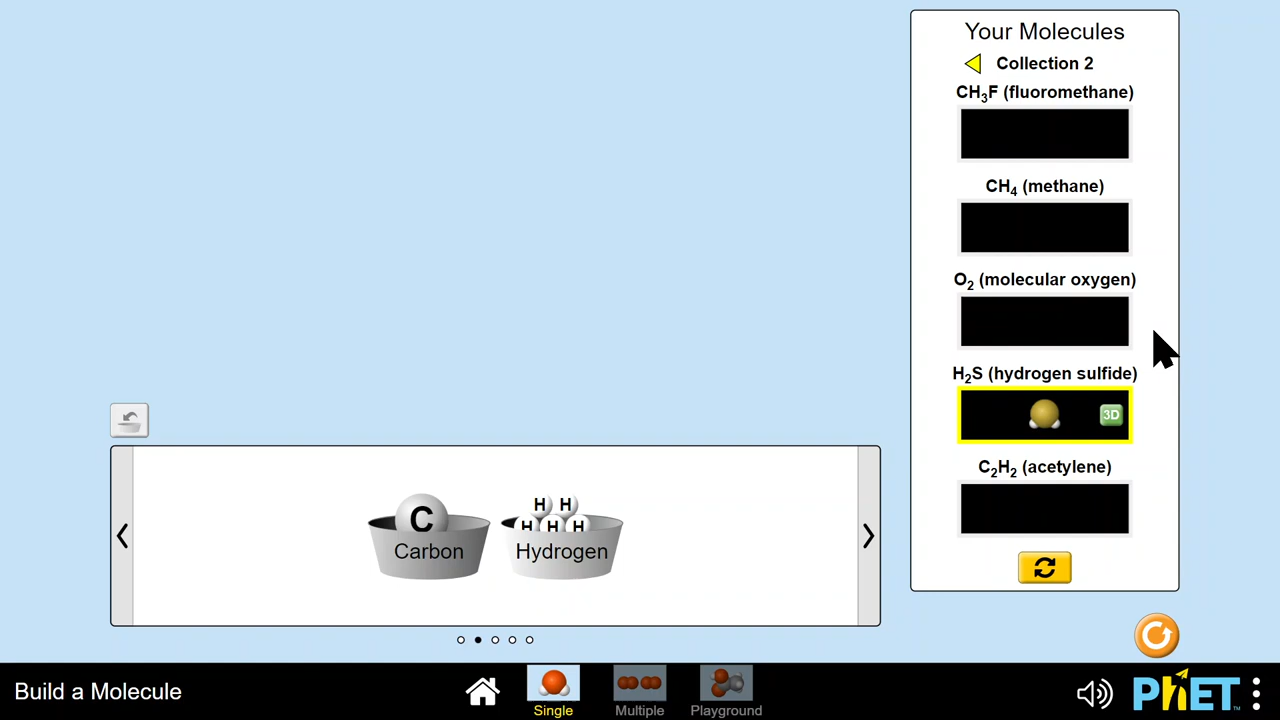 Your Molecules
Collection 2
CH₃F (fluoromethane)
CH₄ (methane)
O₂ (molecular oxygen)
H₂S (hydrogen sulfide)
3D
C₂H₂ (acetylene)
C
H H
H H H
Carbon
Hydrogen
Build a Molecule
Single
Multiple
Playground
PhET